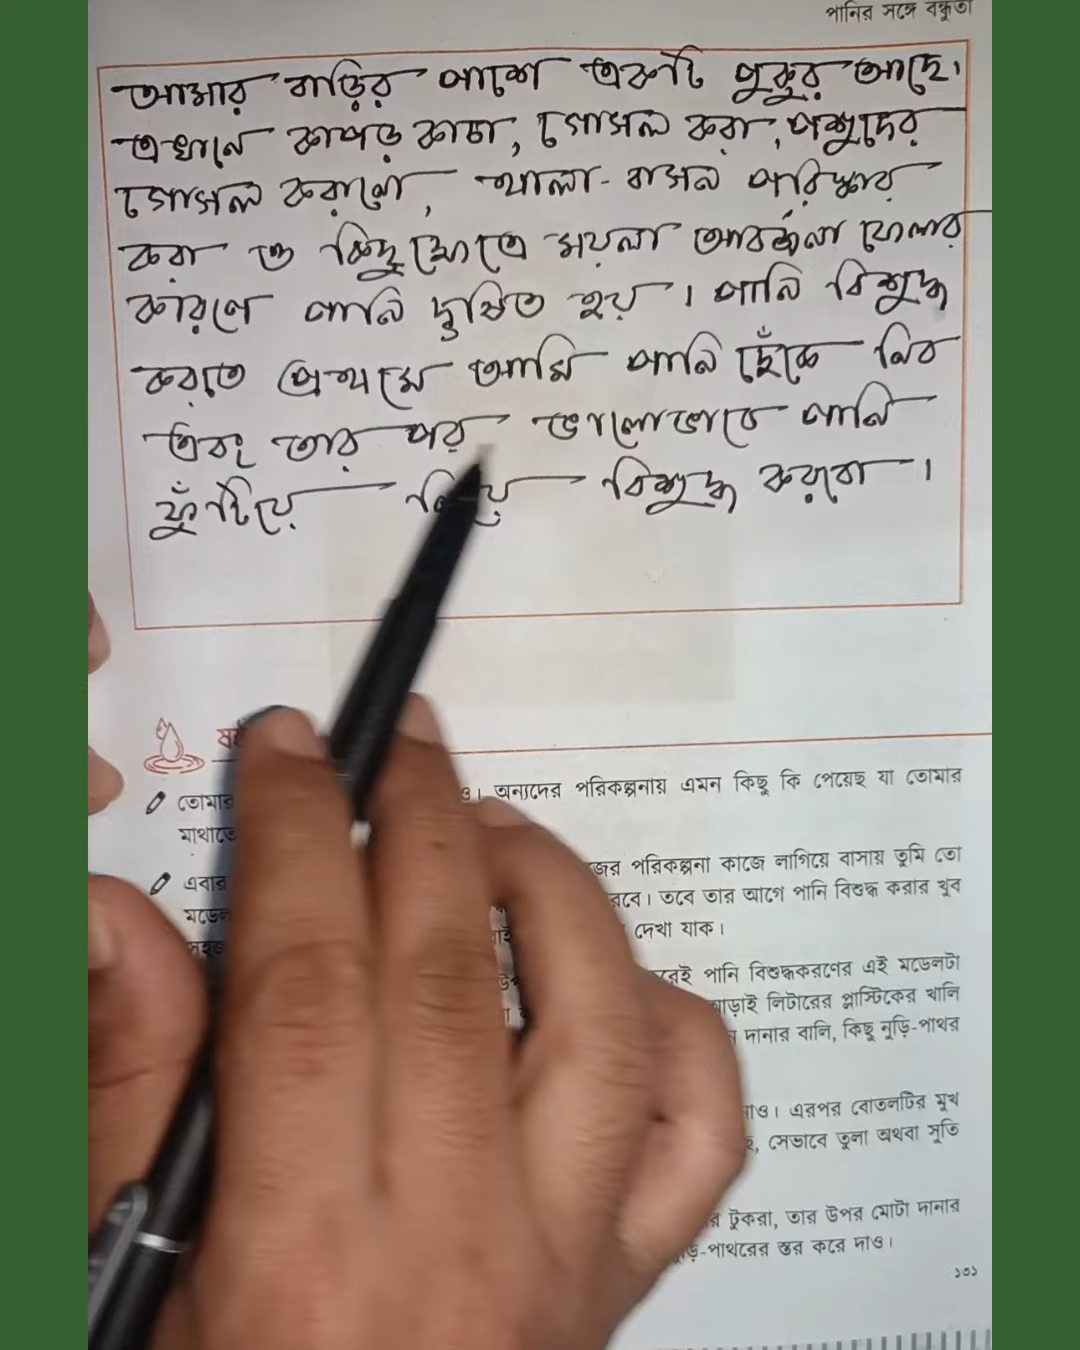 পানির সঙ্গে বন্ধুতা
আমার বাড়ির পাশে একটি পুকুর আছে।
এখানে কাপড় কাচা, গোসল করা, পশুদের
গোসল করানো, থালা-বাসন পরিষ্কার
করা ও কিছুক্ষেত্রে ময়লা আবর্জনা ফেলার
কারণে পানি দূষিত হয়। পানি বিশুদ্ধ
করতে প্রথমে আমি পানি ছেঁকে নিব
এবং তার পর ভালোভাবে পানি
ফুঁটিয়ে নিয়ে বিশুদ্ধ করবো।
তোমার অন্যদের পরিকল্পনায় এমন কিছু কি পেয়েছ যা তোমার
মাথাতে
এবার পরিকল্পনা কাজে লাগিয়ে বাসায় তুমি তো
মডেল তবে তার আগে পানি বিশুদ্ধ করার খুব
দেখা যাক।
পানি বিশুদ্ধকরণের এই মডেলটা
লিটারের প্লাস্টিকের খালি
দানার বালি, কিছু নুড়ি-পাথর
এরপর বোতলটির মুখ
সেভাবে তুলা অথবা সুতি
টুকরা, তার উপর মোটা দানার
নুড়ি-পাথরের স্তর করে দাও।
১৩১